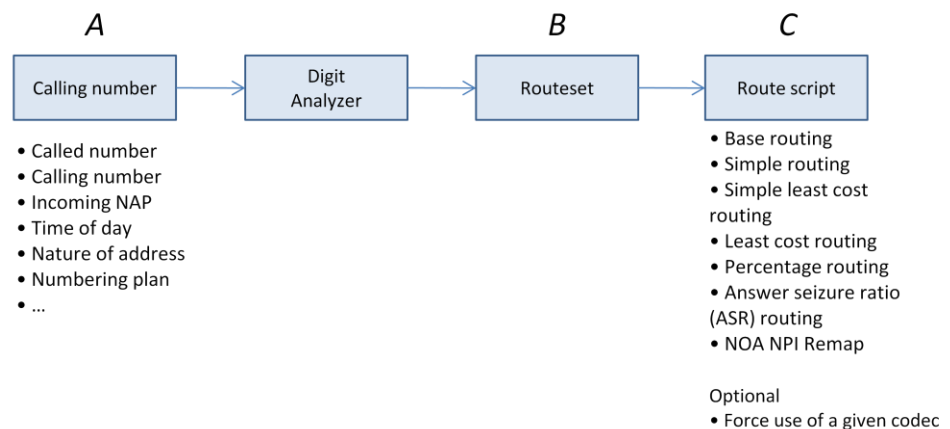 A
B
C
Calling number
Digit
Analyzer
Routeset
Route script
• Called number
• Calling number
• Incoming NAP
• Time of day
• Nature of address
• Numbering plan
• ...
• Base routing
• Simple routing
• Simple least cost
routing
• Least cost routing
• Percentage routing
• Answer seizure ratio
(ASR) routing
• NOA NPI Remap
Optional
• Force use of a given codec